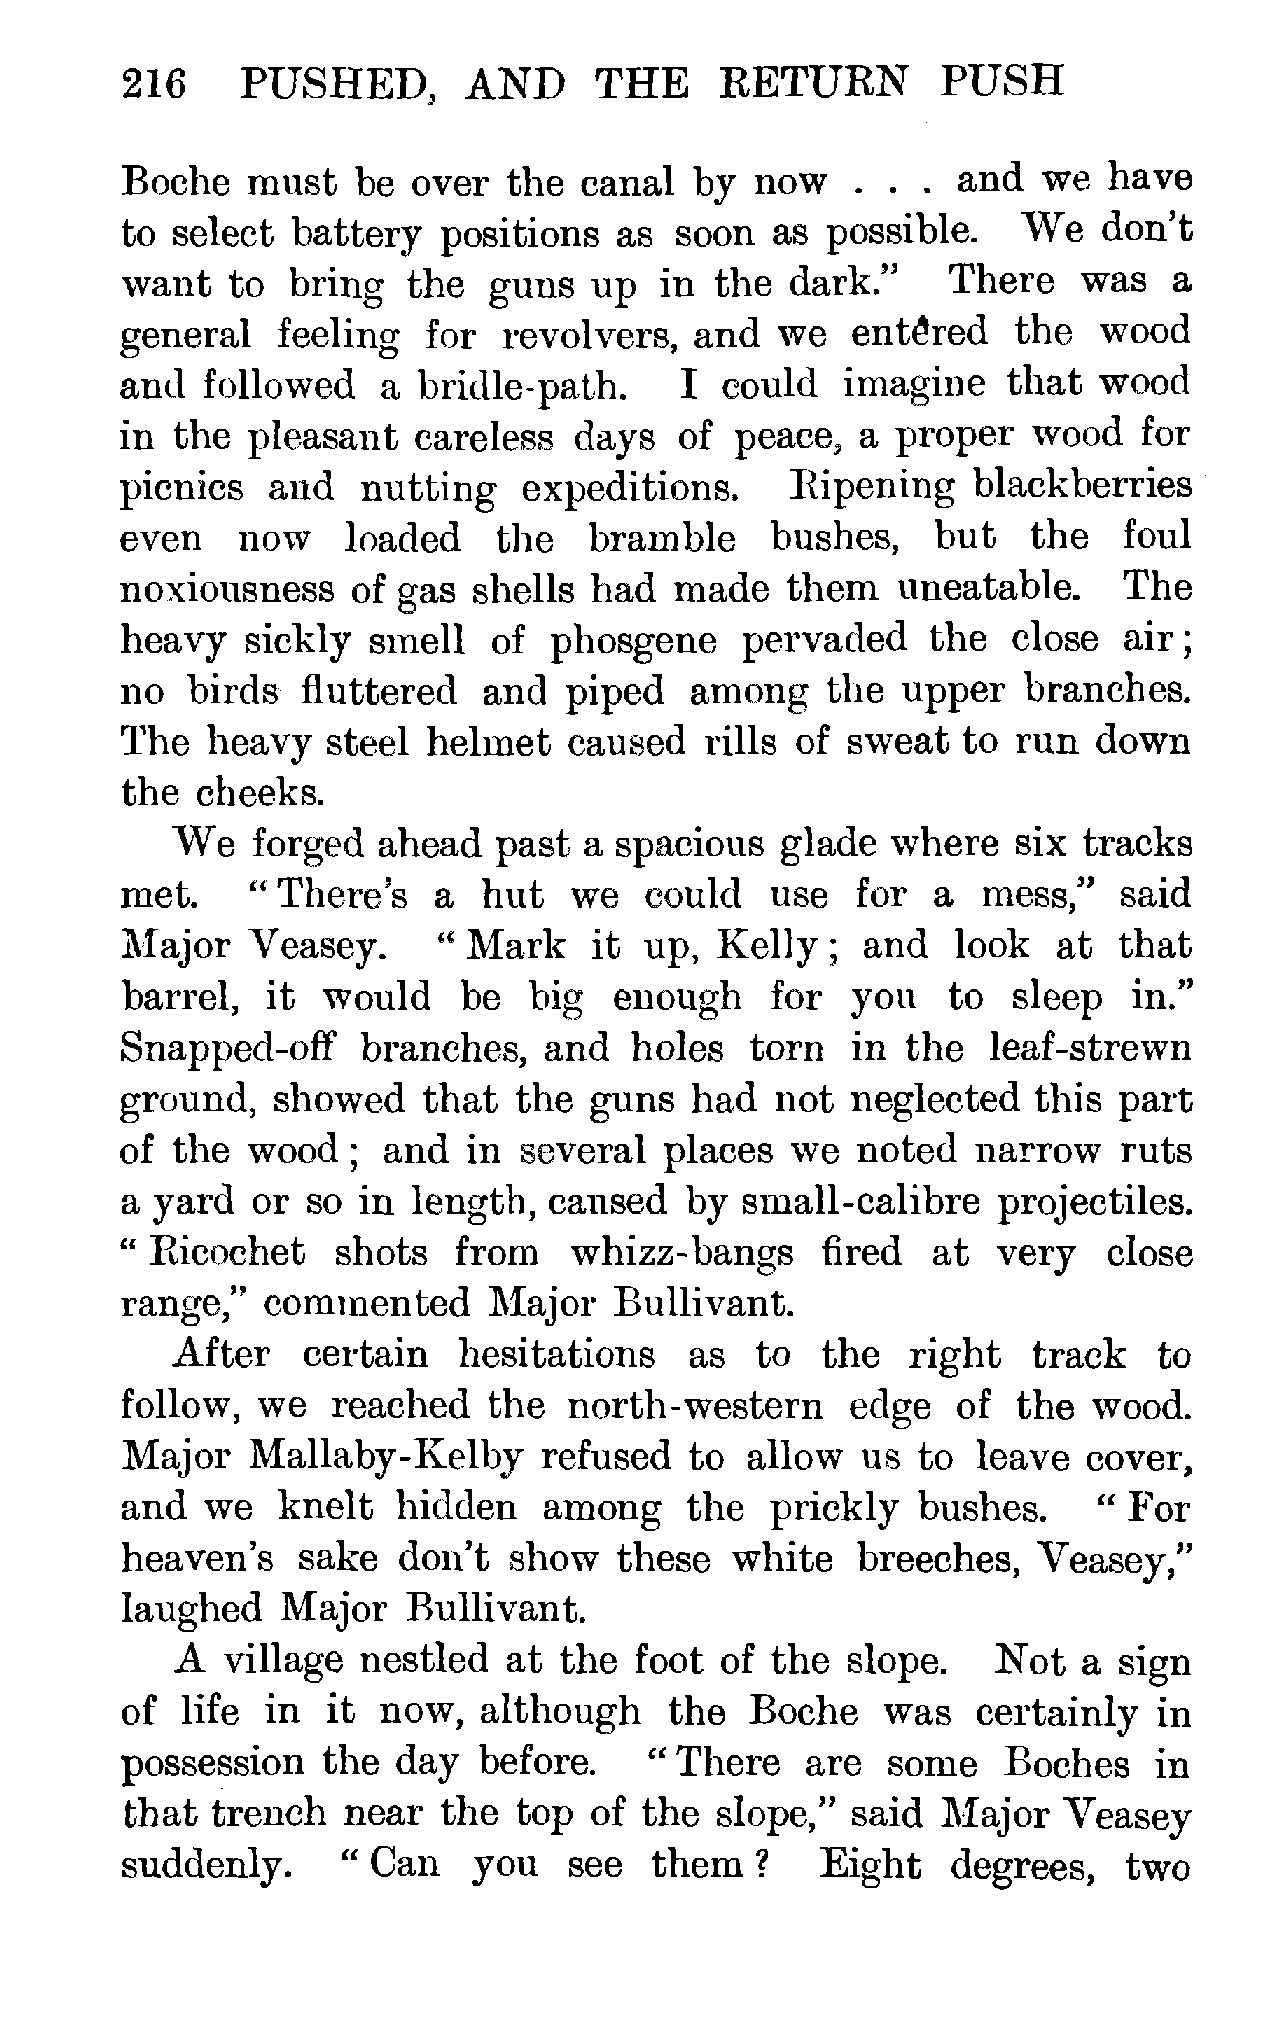 216 PUSHED, AND THE RETURN PUSH
Boche must be over the canal by now . . . and we have
to select battery positions as soon as possible. We don't
want to bring the guns up in the dark." There was a
general feeling for revolvers, and we entered the wood
and followed a bridle-path. I could imagine that wood
in the pleasant careless days of peace, a proper wood for
picnics and nutting expeditions. Ripening blackberries
even now loaded the bramble bushes, but the foul
noxiousness of gas shells had made them uneatable. The
heavy sickly smell of phosgene pervaded the close air ;
no birds fluttered and piped among the upper branches.
The heavy steel helmet caused rills of sweat to run down
the cheeks.
We forged ahead past a spacious glade where six tracks
met. " There's a hut we could use for a mess," said
Major Veasey. " Mark it up, Kelly ; and look at that
barrel, it would be big enough for you to sleep in."
Snapped-off branches, and holes torn in the leaf-strewn
ground, showed that the guns had not neglected this part
of the wood ; and in several places we noted narrow ruts
a yard or so in length, caused by small-calibre projectiles.
" Ricochet shots from whizz-bangs fired at very close
range," commented Major Bullivant.
After certain hesitations as to the right track to
follow, we reached the north-western edge of the wood.
Major Mallaby-Kelby refused to allow us to leave cover,
and we knelt hidden among the prickly bushes. " For
heaven's sake don't show these white breeches, Veasey,"
laughed Major Bullivant.
A village nestled at the foot of the slope. Not a sign
of life in it now, although the Boche was certainly in
possession the day before. " There are some Boches in
that trench near the top of the slope," said Major Veasey
suddenly. " Can you see them ? Eight degrees, two